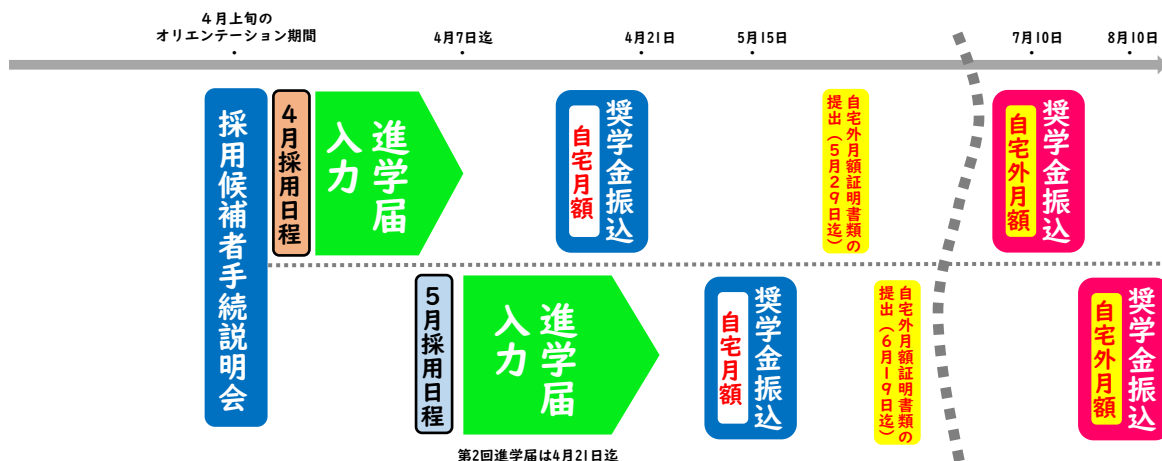 4月上旬の
オリエンテーション期間
4月7日迄
4月21日
5月15日
7月10日
8月10日
採用候補者手続説明会
4月採用日程
進学届
入力
奨学金振込
自宅月額
自宅外月額証明書類の
提出（5月29日迄）
奨学金振込
自宅外月額
5月採用日程
進学届
入力
奨学金振込
自宅月額
自宅外月額証明書類の
提出（6月19日迄）
奨学金振込
自宅外月額
第2回進学届は4月21日迄